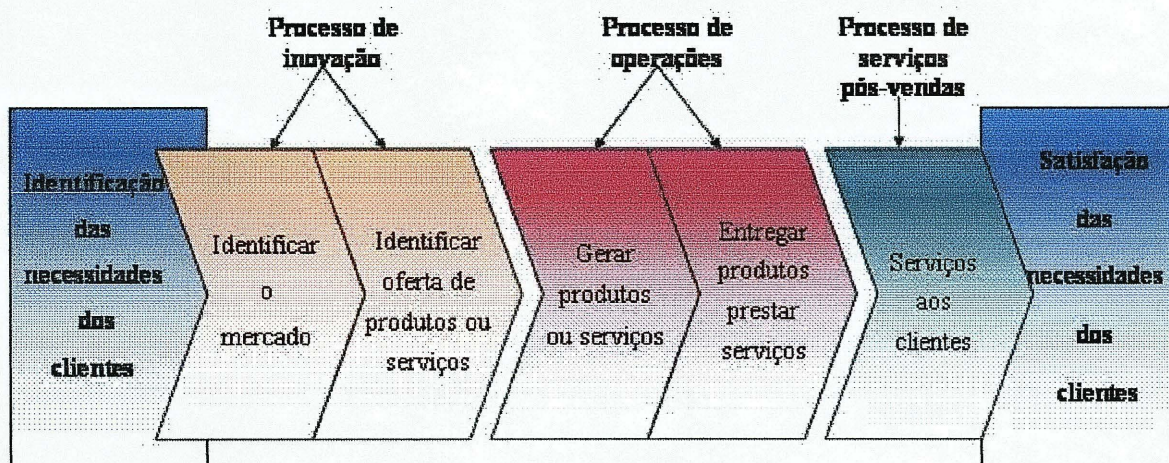 Processo de
inovação
Processo de
operações
Processo de
serviços
pós-vendas
Identificação
das
necessidades
dos
clientes
Identificar
o
mercado
Identificar
oferta de
produtos ou
serviços
Gerar
produtos
ou serviços
Entregar
produtos
prestar
serviços
Serviços
aos
clientes
Satisfação
das
necessidades
dos
clientes